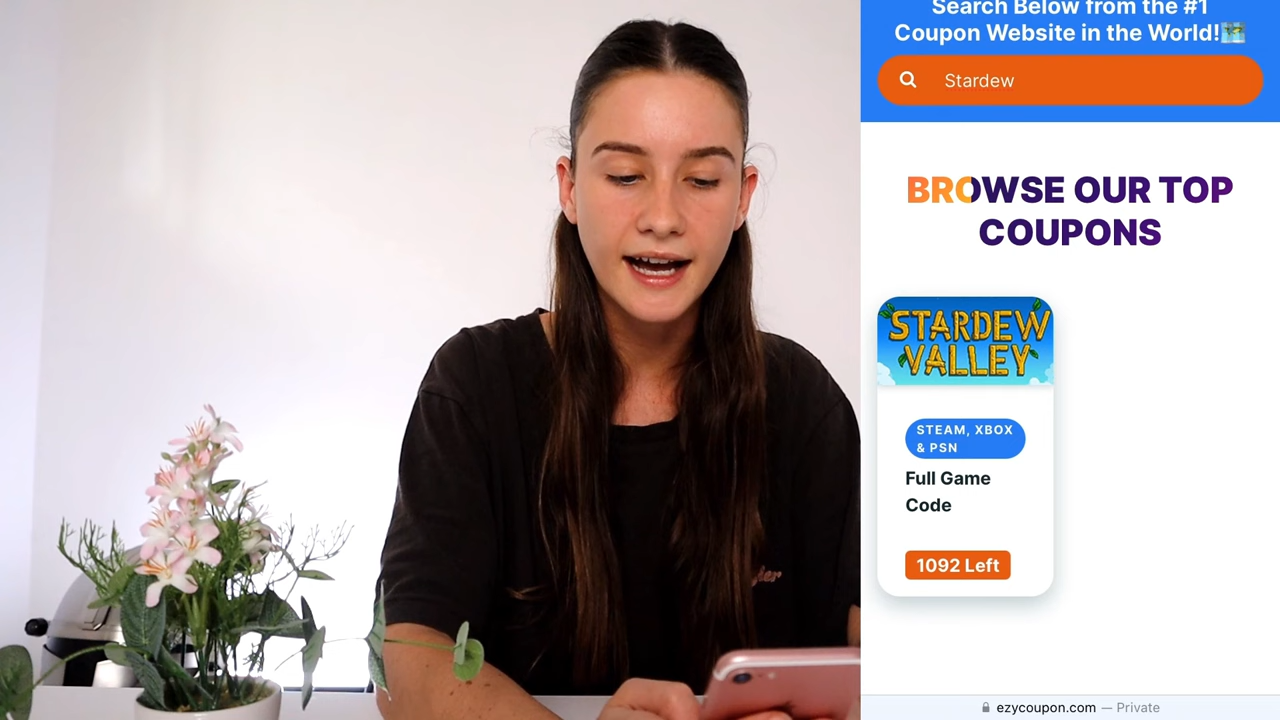 Search Below from the #1
Coupon Website in the World!
Stardew
BROWSE OUR TOP
COUPONS
STARDEW
VALLEY
STEAM, XBOX
& PSN
Full Game
Code
1092 Left
ezycoupon.com — Private